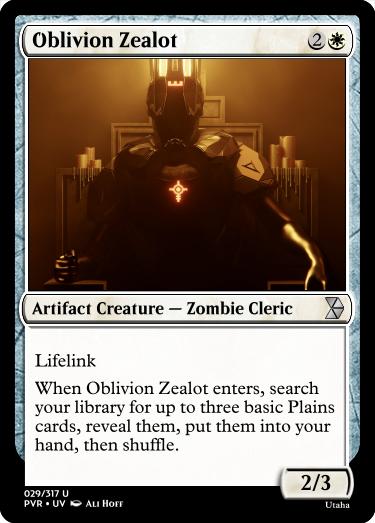 Oblivion Zealot 2
Artifact Creature — Zombie Cleric
Lifelink
When Oblivion Zealot enters, search
your library for up to three basic Plains
cards, reveal them, put them into your
hand, then shuffle.
2/3
029/317 U
PVR • UV Ali Hoff
Utaha